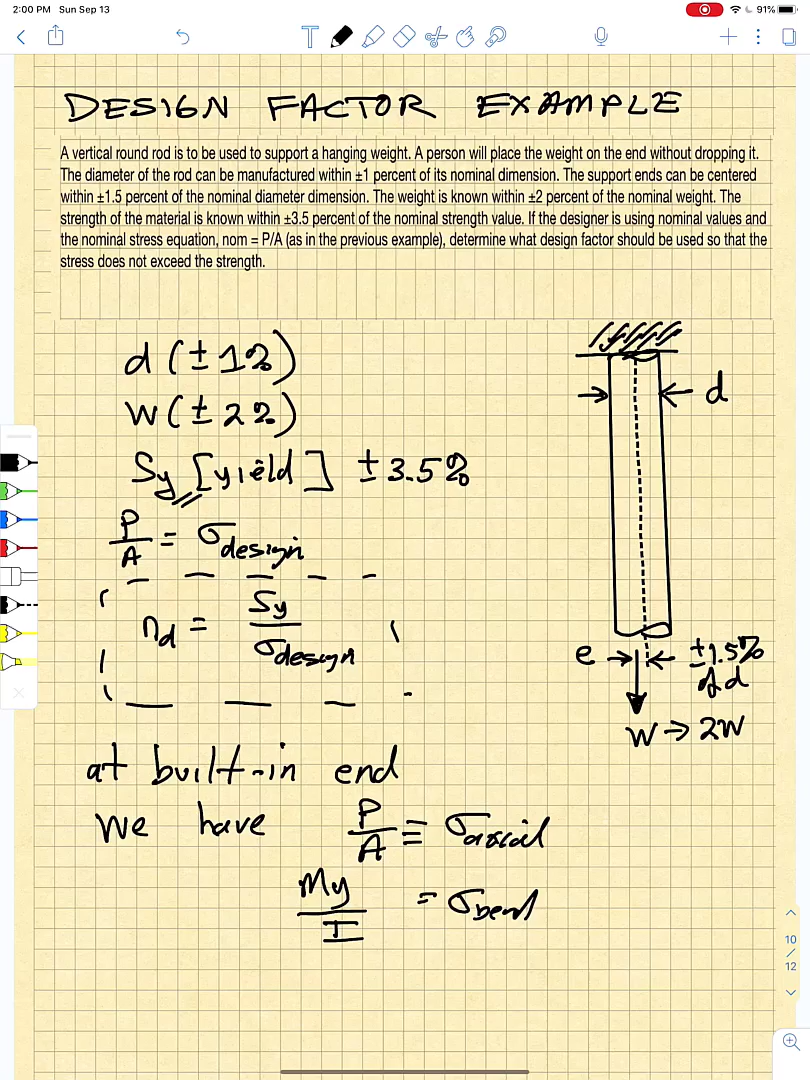 2:00 PM Sun Sep 13
91%
DESIGN FACTOR EXAMPLE
A vertical round rod is to be used to support a hanging weight. A person will place the weight on the end without dropping it.
The diameter of the rod can be manufactured within ±1 percent of its nominal dimension. The support ends can be centered
within ±1.5 percent of the nominal diameter dimension. The weight is known within ±2 percent of the nominal weight. The
strength of the material is known within ±3.5 percent of the nominal strength value. If the designer is using nominal values and
the nominal stress equation, nom = P/A (as in the previous example), determine what design factor should be used so that the
stress does not exceed the strength.
d (± 1%)
W (± 2%)
Sy [yield] ± 3.5%
P/A = σdesign
nd = Sy/σdesign
d
e ±1.5%
of d
W → 2W
at built-in end
We have P/A = σaxial
My/I = σbend
10
/
12